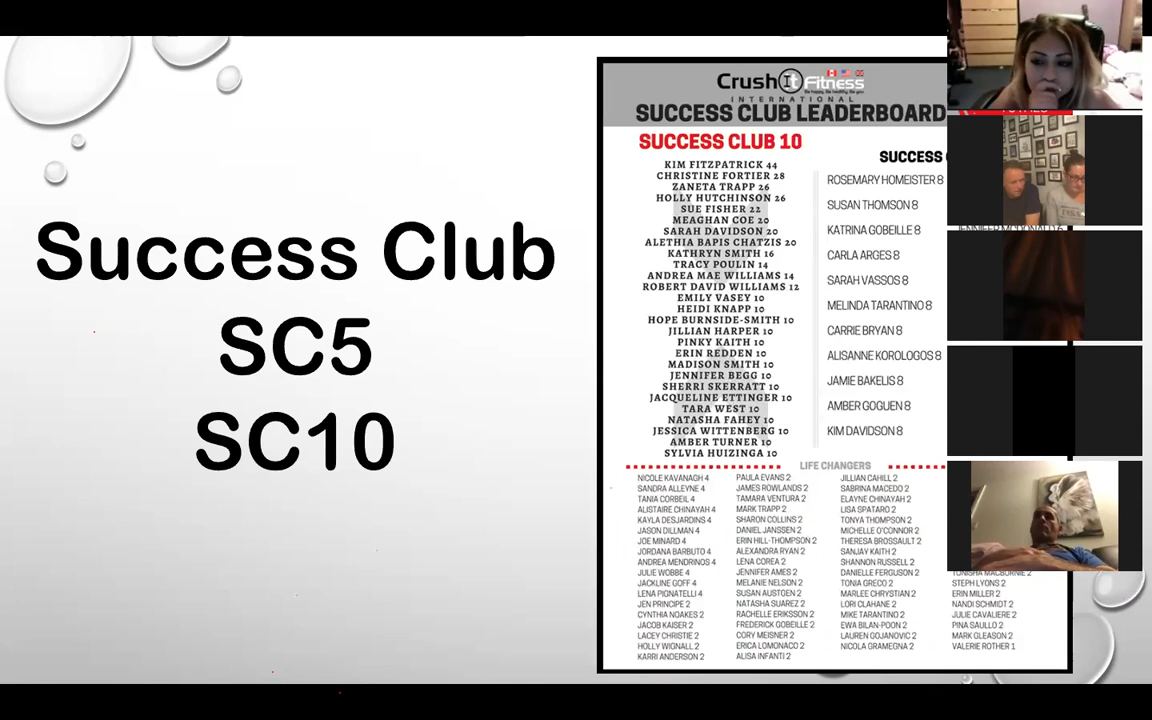 Success Club
SC5
SC10
Crush It Fitness
INTERNATIONAL
SUCCESS CLUB LEADERBOARD
SUCCESS CLUB 10
KIM FITZPATRICK 44
CHRISTINE FORTIER 28
ZANETA TRAPP 26
HOLLY HUTCHINSON 26
SUE FISHER 22
MEAGHAN COE 20
SARAH DAVIDSON 20
ALETHIA BAPIS CHATZIS 20
KATHRYN SMITH 16
TRACY POULIN 14
ANDREA MAE WILLIAMS 14
ROBERT DAVID WILLIAMS 12
EMILY VASEY 10
HEIDI KNAPP 10
HOPE BURNSIDE-SMITH 10
JILLIAN HARPER 10
PINKY KAITH 10
ERIN REDDEN 10
MADISON SMITH 10
JENNIFER BEGG 10
SHERRI SKERRATT 10
JACQUELINE ETTINGER 10
TARA WEST 10
NATASHA FAHEY 10
JESSICA WITTENBERG 10
AMBER TURNER 10
SYLVIA HUIZINGA 10
SUCCESS
ROSEMARY HOMEISTER 8
SUSAN THOMSON 8
KATRINA GOBEILLE 8
CARLA ARGES 8
SARAH VASSOS 8
MELINDA TARANTINO 8
CARRIE BRYAN 8
ALISANNE KOROLOGOS 8
JAMIE BAKELIS 8
AMBER GOGUEN 8
KIM DAVIDSON 8
LIFE CHANGERS
NICOLE KAVANAGH 4
SANDRA ALLEYNE 4
TANIA CORBEIL 4
ALISTAIRE CHINAYAH 4
KAYLA DESJARDINS 4
JASON DILLMAN 4
JOE MINARD 4
JORDANA BARBUTO 4
ANDREA MENDRINOS 4
JULIE WOBBE 4
JACKLINE GOFF 4
LENA PIGNATELLI 4
JEN PRINCIPE 2
CYNTHIA NOAKES 2
JACOB KAISER 2
LACEY CHRISTIE 2
HOLLY WIGNALL 2
KARRI ANDERSON 2
PAULA EVANS 2
JAMES ROWLANDS 2
TAMARA VENTURA 2
MARK TRAPP 2
SHARON COLLINS 2
DANIEL JANSSEN 2
ERIN HILL-THOMPSON 2
ALEXANDRA RYAN 2
LENA COREA 2
JENNIFER AMES 2
MELANIE NELSON 2
SUSAN AUSTGEN 2
NATASHA SUAREZ 2
RACHELLE ERIKSSON 2
FREDERICK GOBEILLE 2
CORY MEISNER 2
ERICA LOMONACO 2
ALISA INFANTI 2
JILLIAN CAHILL 2
SABRINA MACEDO 2
ELAYNE CHINAYAH 2
LISA SPATARO 2
TONYA THOMPSON 2
MICHELLE O'CONNOR 2
THERESA BROSSAULT 2
SANJAY KAITH 2
SHANNON RUSSELL 2
DANIELLE FERGUSON 2
TONIA GRECO 2
MARLEE CHRYSTIAN 2
LORI CLAHANE 2
MIKE TARANTINO 2
EWA BILAN-POON 2
LAUREN GOJANOVIC 2
NICOLA GRAMEGNA 2
TONISHA MACBURNIE 2
STEPH LYONS 2
ERIN MILLER 2
NANDI SCHMIDT 2
JULIE CAVALIERE 2
PINA SAULLO 2
MARK GLEASON 2
VALERIE ROTHER 1